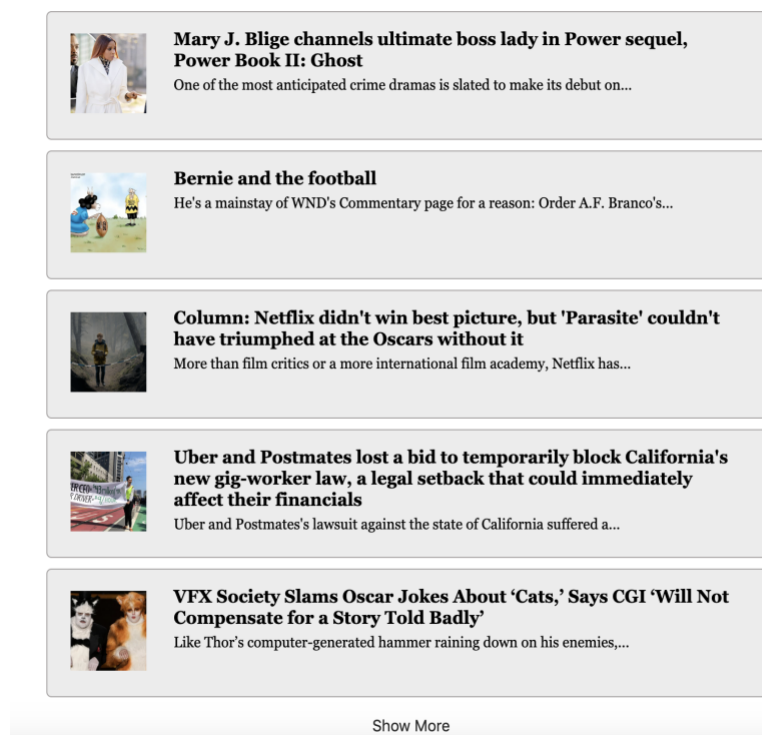 Mary J. Blige channels ultimate boss lady in Power sequel,
Power Book II: Ghost
One of the most anticipated crime dramas is slated to make its debut on...
Bernie and the football
He's a mainstay of WND's Commentary page for a reason: Order A.F. Branco's...
Column: Netflix didn't win best picture, but 'Parasite' couldn't
have triumphed at the Oscars without it
More than film critics or a more international film academy, Netflix has...
Uber and Postmates lost a bid to temporarily block California's
new gig-worker law, a legal setback that could immediately
affect their financials
Uber and Postmates's lawsuit against the state of California suffered a...
VFX Society Slams Oscar Jokes About ‘Cats,’ Says CGI ‘Will Not
Compensate for a Story Told Badly’
Like Thor's computer-generated hammer raining down on his enemies,...
Show More